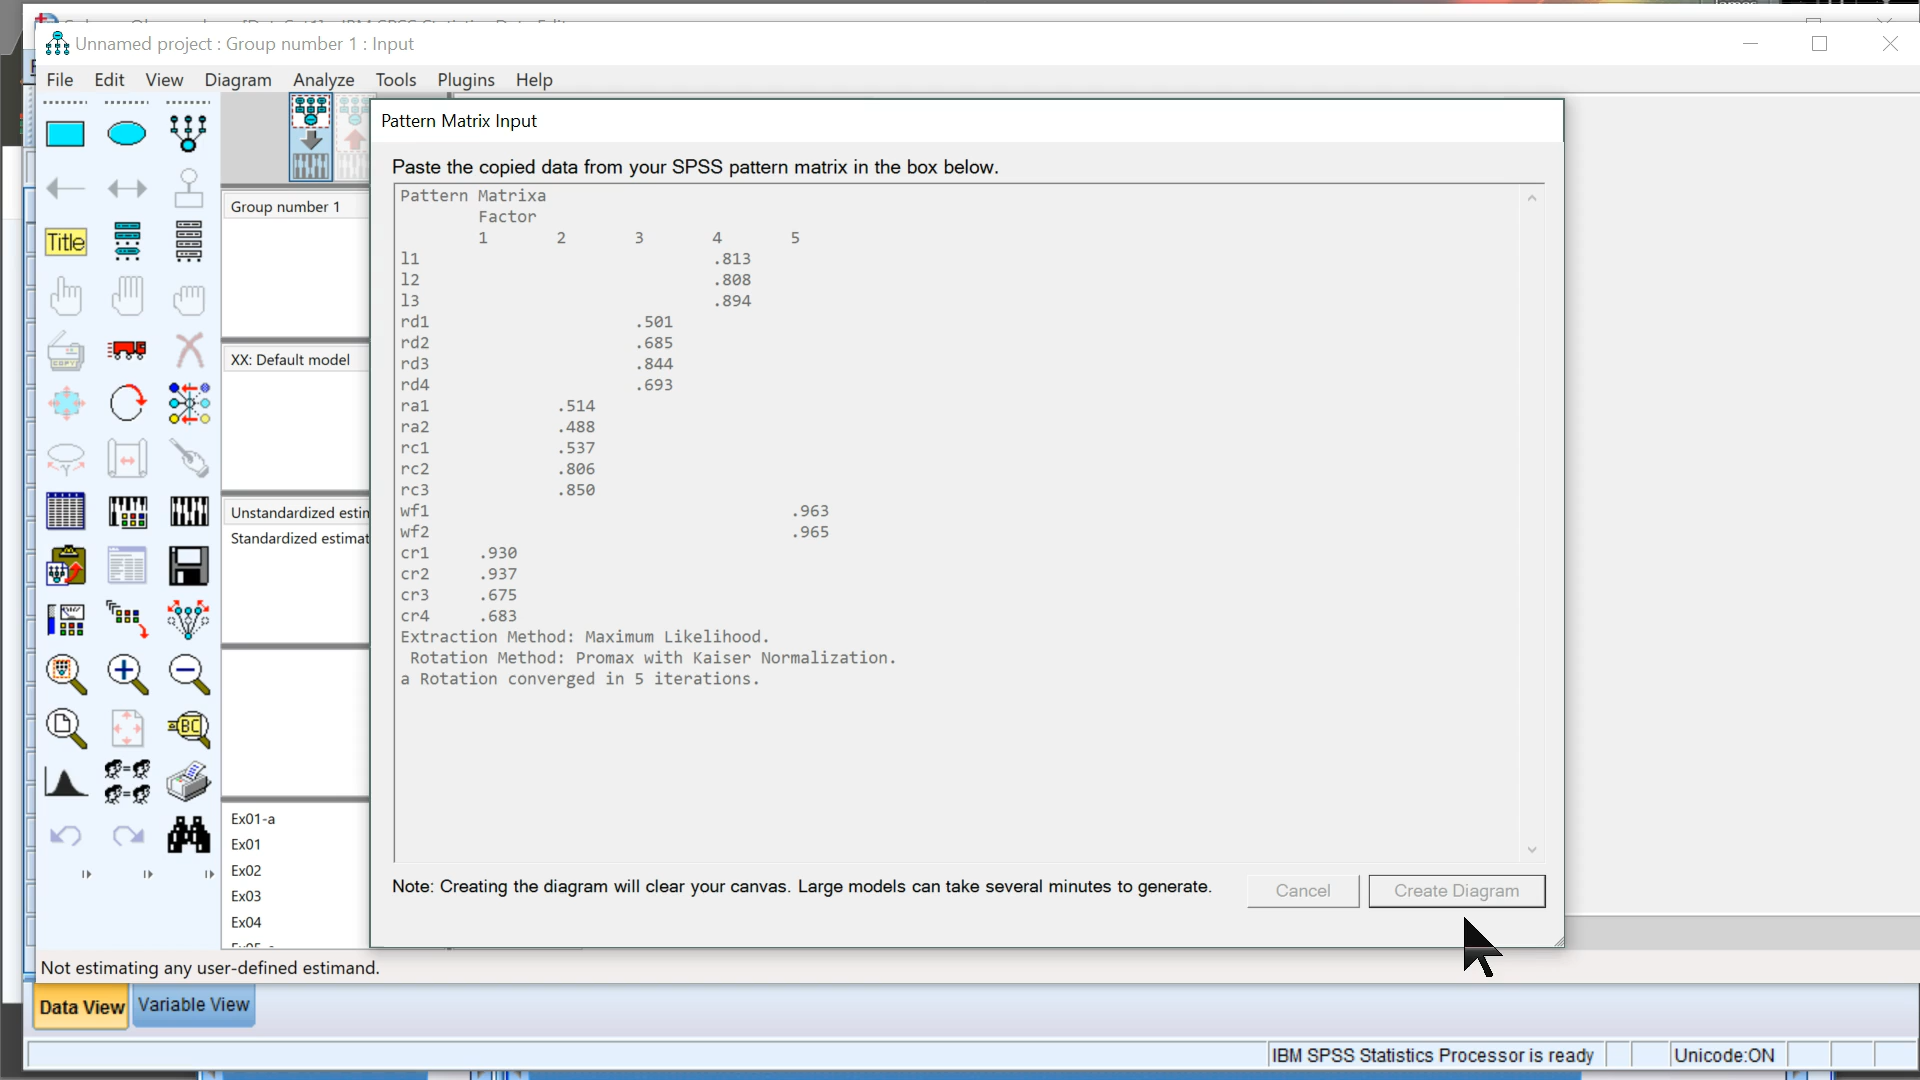 Unnamed project : Group number 1 : Input
File Edit View Diagram Analyze Tools Plugins Help
Pattern Matrix Input
Paste the copied data from your SPSS pattern matrix in the box below.
Pattern Matrixa
Factor
1 2 3 4 5
l1 .813
l2 .808
l3 .894
rd1 .501
rd2 .685
rd3 .844
rd4 .693
ra1 .514
ra2 .488
rc1 .537
rc2 .806
rc3 .850
wf1 .963
wf2 .965
cr1 .930
cr2 .937
cr3 .675
cr4 .683
Extraction Method: Maximum Likelihood.
Rotation Method: Promax with Kaiser Normalization.
a Rotation converged in 5 iterations.
Note: Creating the diagram will clear your canvas. Large models can take several minutes to generate.
Cancel
Create Diagram
Title
COPY
BC
Group number 1
XX: Default model
Unstandardized estim
Standardized estimat
Ex01-a
Ex01
Ex02
Ex03
Ex04
Not estimating any user-defined estimand.
Data View
Variable View
IBM SPSS Statistics Processor is ready
Unicode:ON